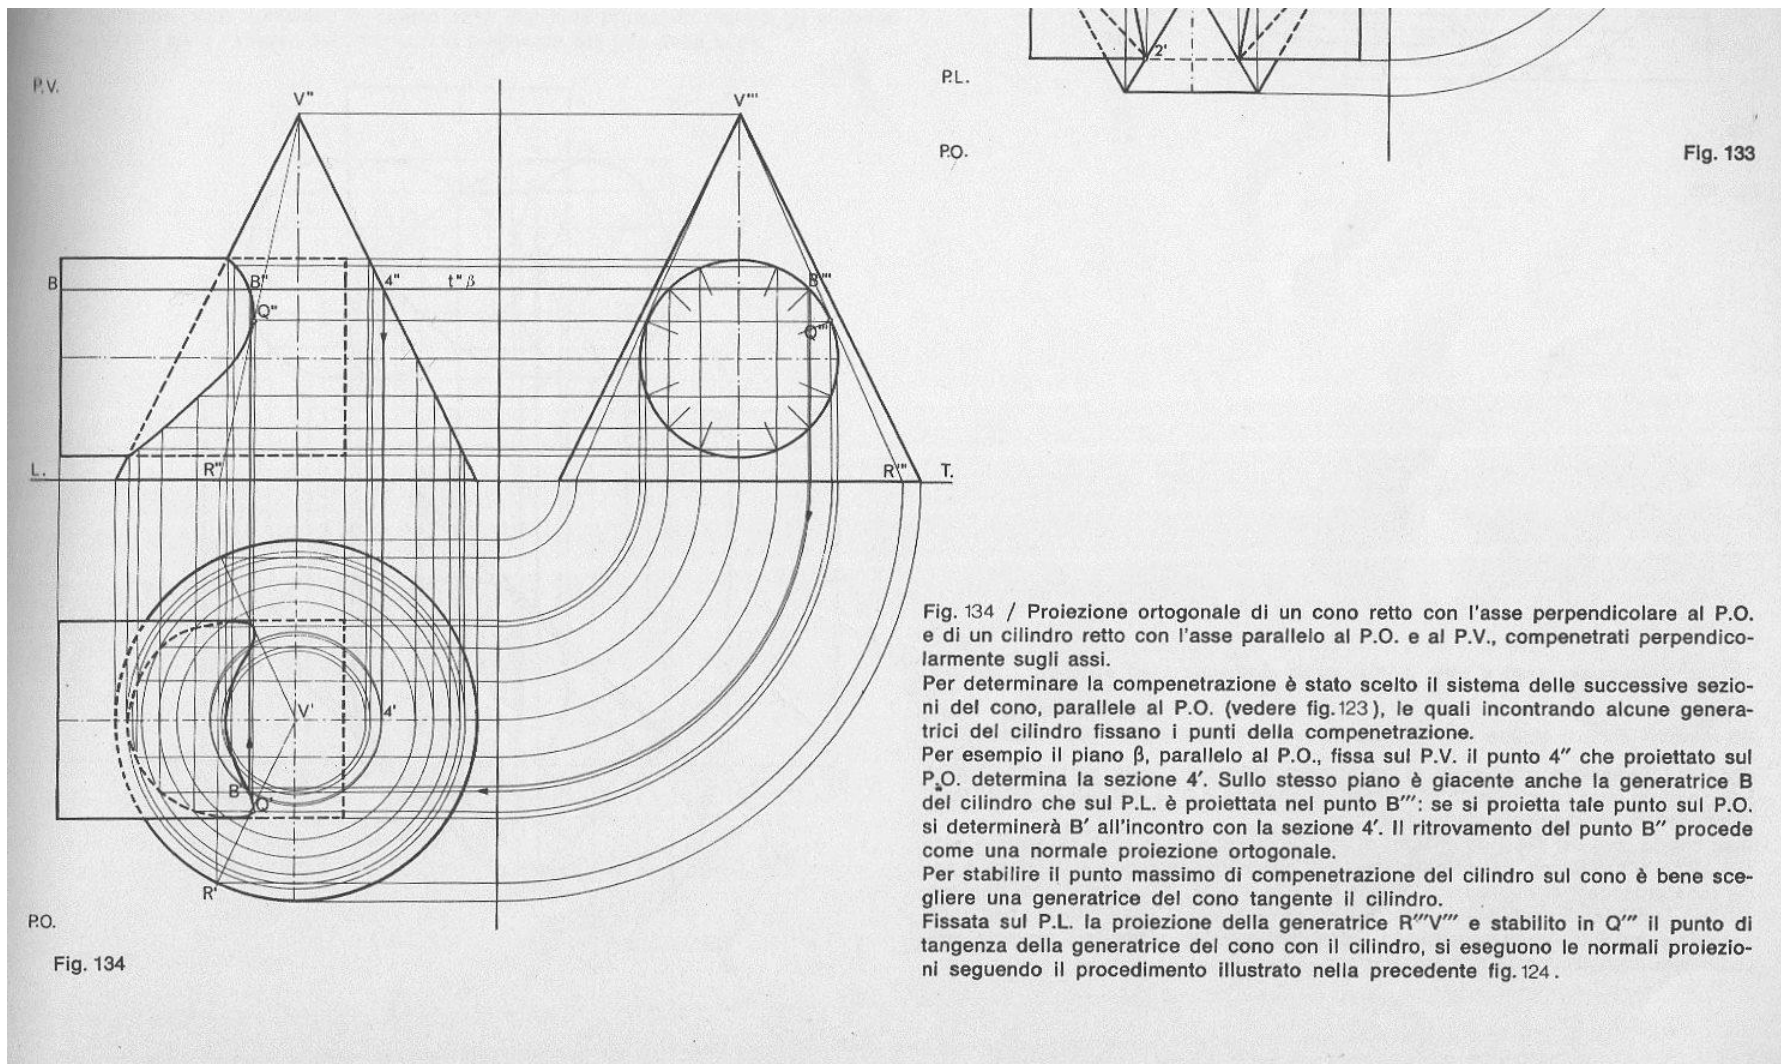 2'
P.L.
P.O.
Fig. 133
P.V.
V"
V'''
B
B"
4"
t"β
B'''
Q"
Q'''
L.
R"
R'''
T.
V'
4'
B'
Q'
R'
P.O.
Fig. 134
Fig. 134 / Proiezione ortogonale di un cono retto con l'asse perpendicolare al P.O.
e di un cilindro retto con l'asse parallelo al P.O. e al P.V., compenetrati perpendico-
larmente sugli assi.
Per determinare la compenetrazione è stato scelto il sistema delle successive sezio-
ni del cono, parallele al P.O. (vedere fig. 123), le quali incontrando alcune genera-
trici del cilindro fissano i punti della compenetrazione.
Per esempio il piano β, parallelo al P.O., fissa sul P.V. il punto 4″ che proiettato sul
P.O. determina la sezione 4′. Sullo stesso piano è giacente anche la generatrice B
del cilindro che sul P.L. è proiettata nel punto B‴: se si proietta tale punto sul P.O.
si determinerà B′ all'incontro con la sezione 4′. Il ritrovamento del punto B″ procede
come una normale proiezione ortogonale.
Per stabilire il punto massimo di compenetrazione del cilindro sul cono è bene sce-
gliere una generatrice del cono tangente il cilindro.
Fissata sul P.L. la proiezione della generatrice R‴V‴ e stabilito in Q‴ il punto di
tangenza della generatrice del cono con il cilindro, si eseguono le normali proiezio-
ni seguendo il procedimento illustrato nella precedente fig. 124.